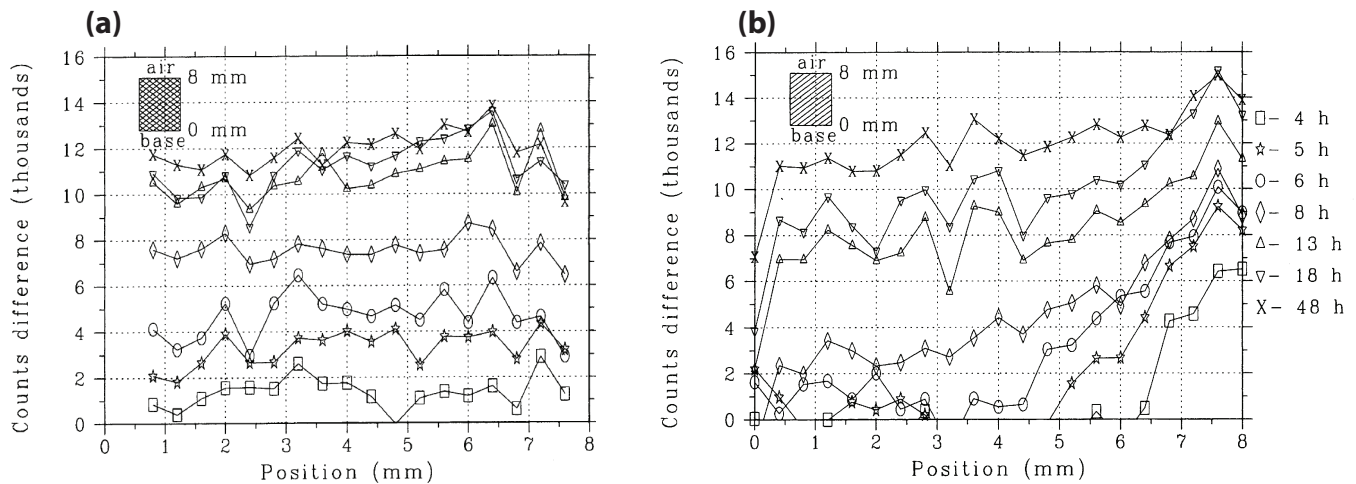 (a)
16
14
12
10
8
6
4
2
0
Counts difference (thousands)
air
8 mm
0 mm
base
0 1 2 3 4 5 6 7 8
Position (mm)
(b)
16
14
12
10
8
6
4
2
0
Counts difference (thousands)
air
8 mm
0 mm
base
0 1 2 3 4 5 6 7 8
Position (mm)
□- 4 h
☆- 5 h
○- 6 h
◇- 8 h
△- 13 h
▽- 18 h
X- 48 h